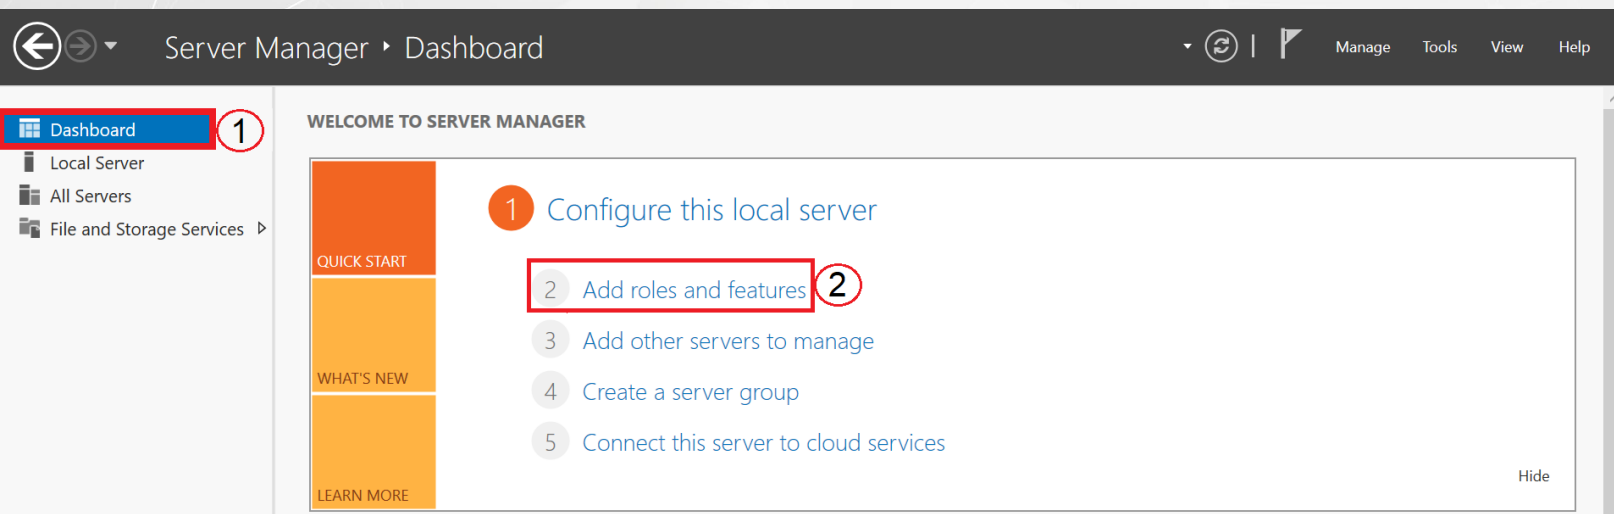 Server Manager ‣ Dashboard
Manage Tools View Help
Dashboard 1
Local Server
All Servers
File and Storage Services
WELCOME TO SERVER MANAGER
QUICK START
WHAT'S NEW
LEARN MORE
1 Configure this local server
2 Add roles and features 2
3 Add other servers to manage
4 Create a server group
5 Connect this server to cloud services
Hide